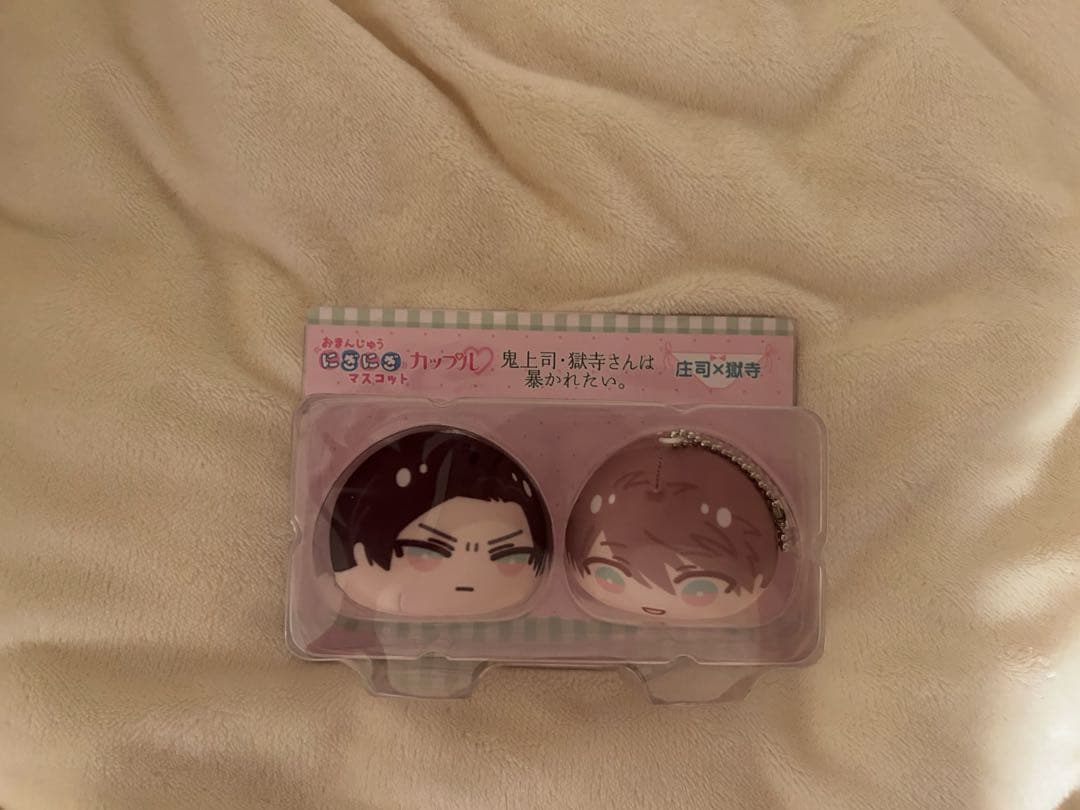 おまんじゅう
にぎにぎ
マスコット
カップル
鬼上司・獄寺さんは
暴かれたい。
庄司×獄寺